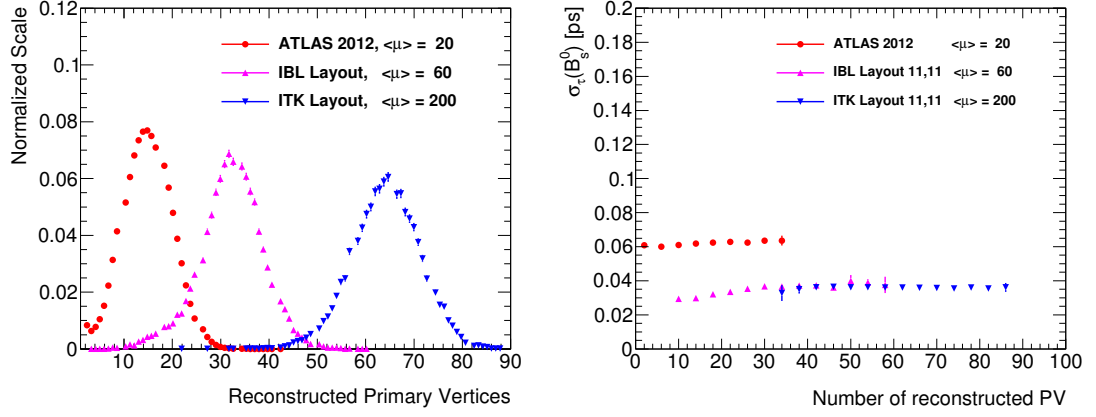 Normalized Scale
0.12
0.1
0.08
0.06
0.04
0.02
0
ATLAS 2012, <μ> = 20
IBL Layout, <μ> = 60
ITK Layout, <μ> = 200
10 20 30 40 50 60 70 80 90
Reconstructed Primary Vertices
στ(B⁰ₛ) [ps]
0.2
0.18
0.16
0.14
0.12
0.1
0.08
0.06
0.04
0.02
0
ATLAS 2012 <μ> = 20
IBL Layout 11,11 <μ> = 60
ITK Layout 11,11 <μ> = 200
0 10 20 30 40 50 60 70 80 90 100
Number of reconstructed PV